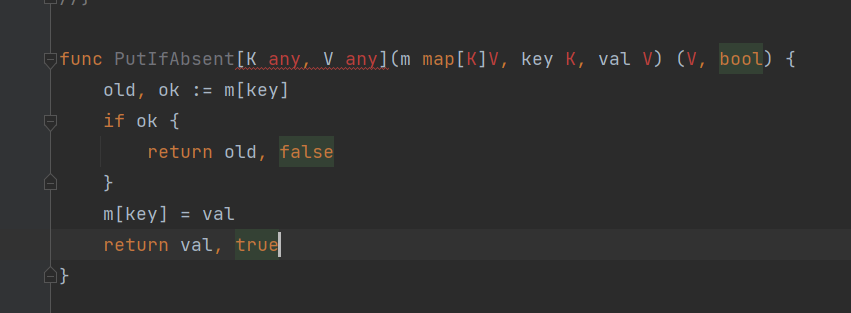 func PutIfAbsent[K any, V any](m map[K]V, key K, val V) (V, bool) {
    old, ok := m[key]
    if ok {
        return old, false
    }
    m[key] = val
    return val, true
}